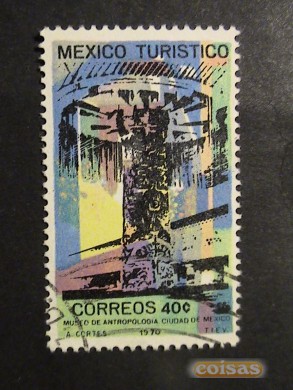 MEXICO TURISTICO
CORREOS 40¢
MUSEO DE ANTROPOLOGIA CIUDAD DE MEXICO
A. CORTES 1970 T.I.E.V.
coisas